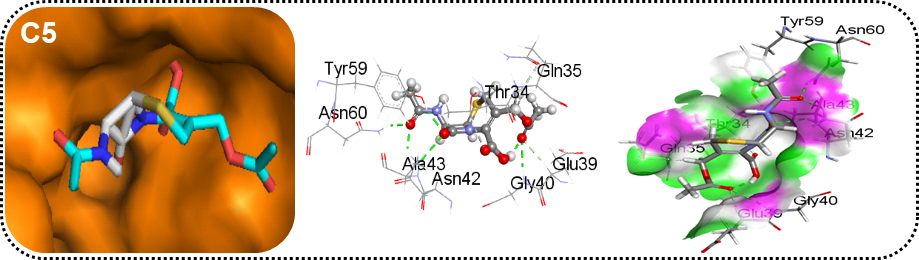 C5
Tyr59
Asn60
Thr34
Gln35
Ala43
Asn42
Glu39
Gly40
Tyr59
Asn60
Ala43
Thr34
Asn42
Gln35
Gly40
Glu39